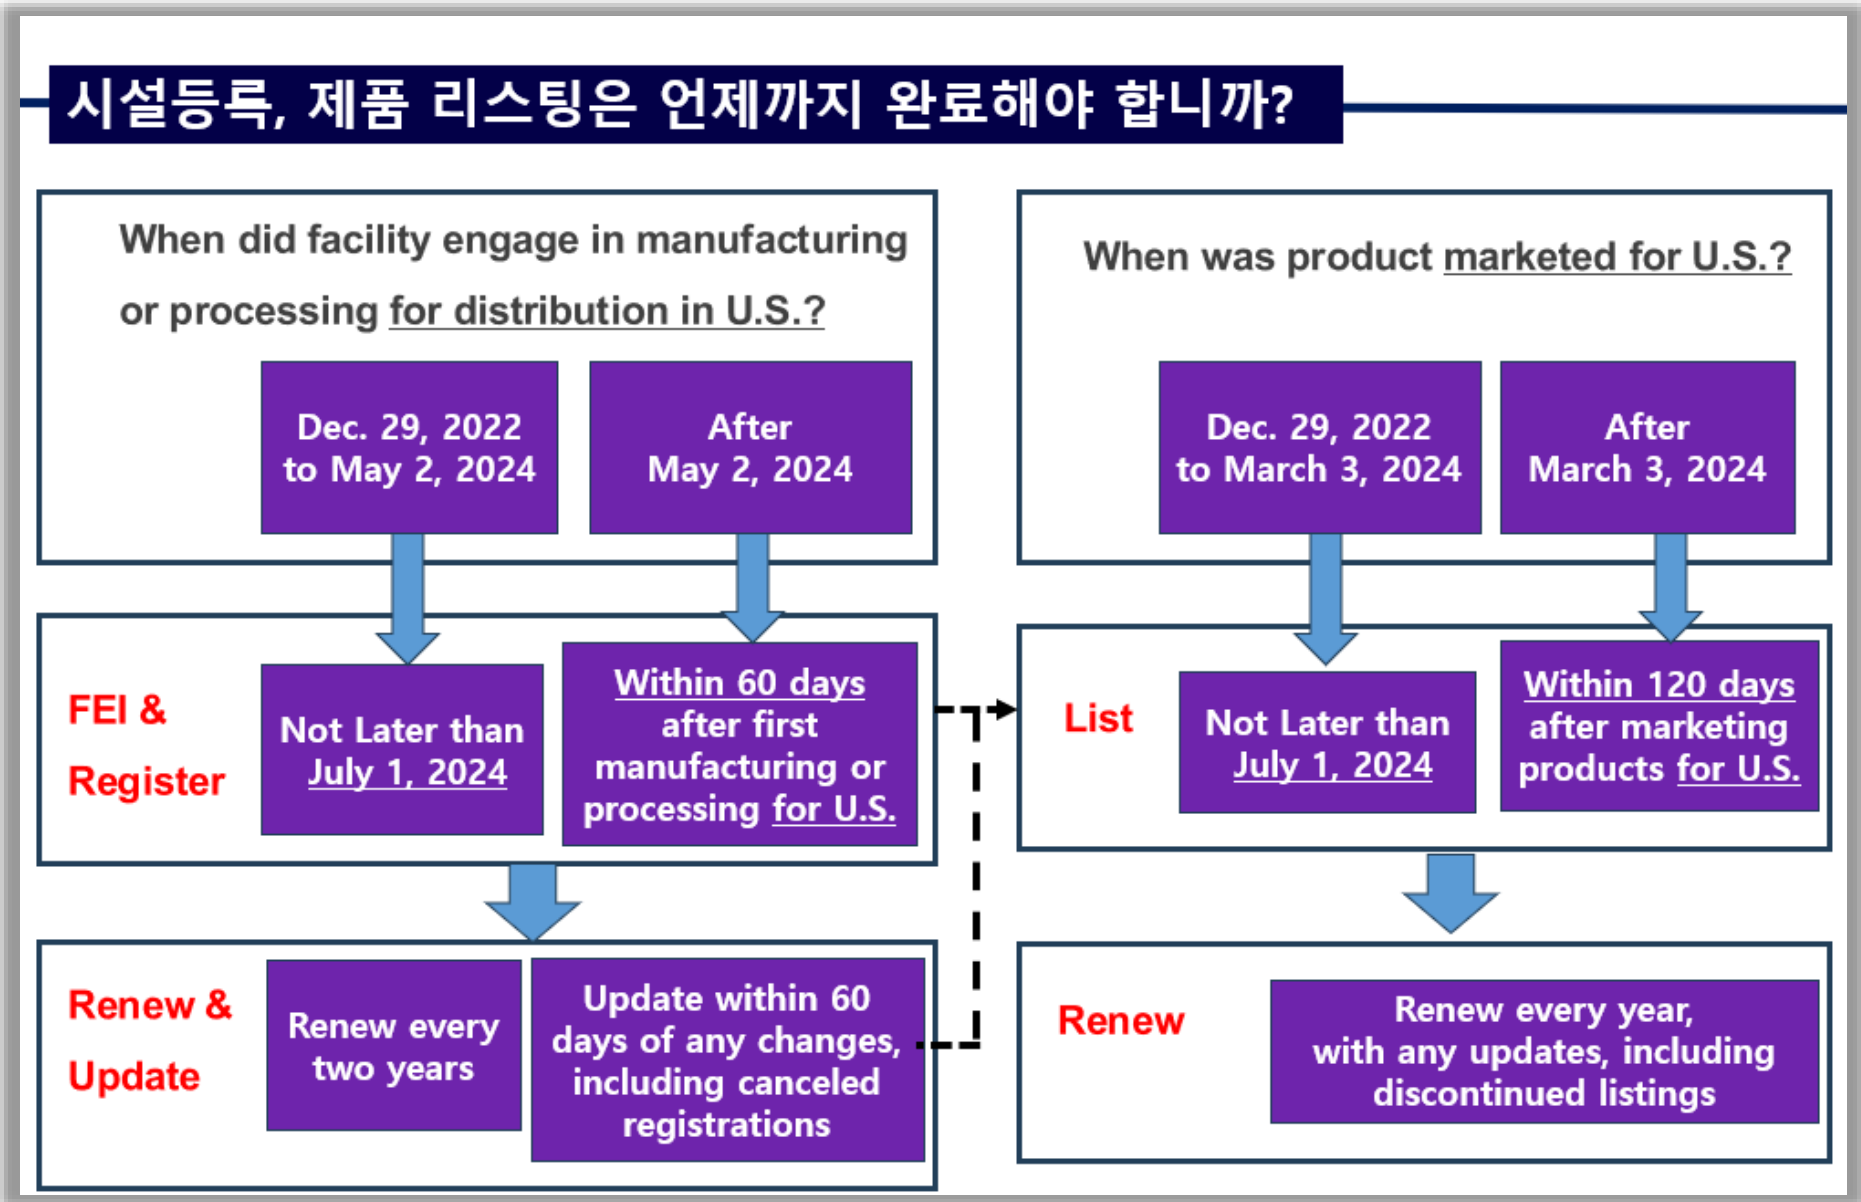 시설등록, 제품 리스팅은 언제까지 완료해야 합니까?
When did facility engage in manufacturing
or processing for distribution in U.S.?
Dec. 29, 2022
to May 2, 2024
After
May 2, 2024
FEI &
Register
Not Later than
July 1, 2024
Within 60 days
after first
manufacturing or
processing for U.S.
Renew &
Update
Renew every
two years
Update within 60
days of any changes,
including canceled
registrations
When was product marketed for U.S.?
Dec. 29, 2022
to March 3, 2024
After
March 3, 2024
List
Not Later than
July 1, 2024
Within 120 days
after marketing
products for U.S.
Renew
Renew every year,
with any updates, including
discontinued listings